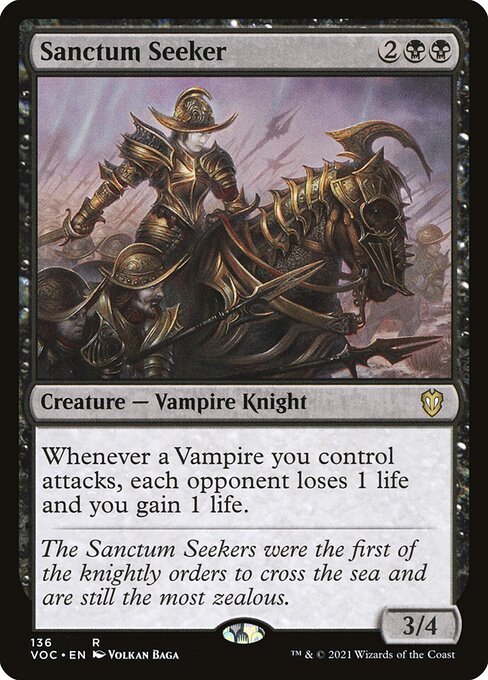 Sanctum Seeker 2
Creature — Vampire Knight
Whenever a Vampire you control
attacks, each opponent loses 1 life
and you gain 1 life.
The Sanctum Seekers were the first of
the knightly orders to cross the sea and
are still the most zealous.
3/4
136 R
VOC • EN Volkan Baga
™ & © 2021 Wizards of the Coast